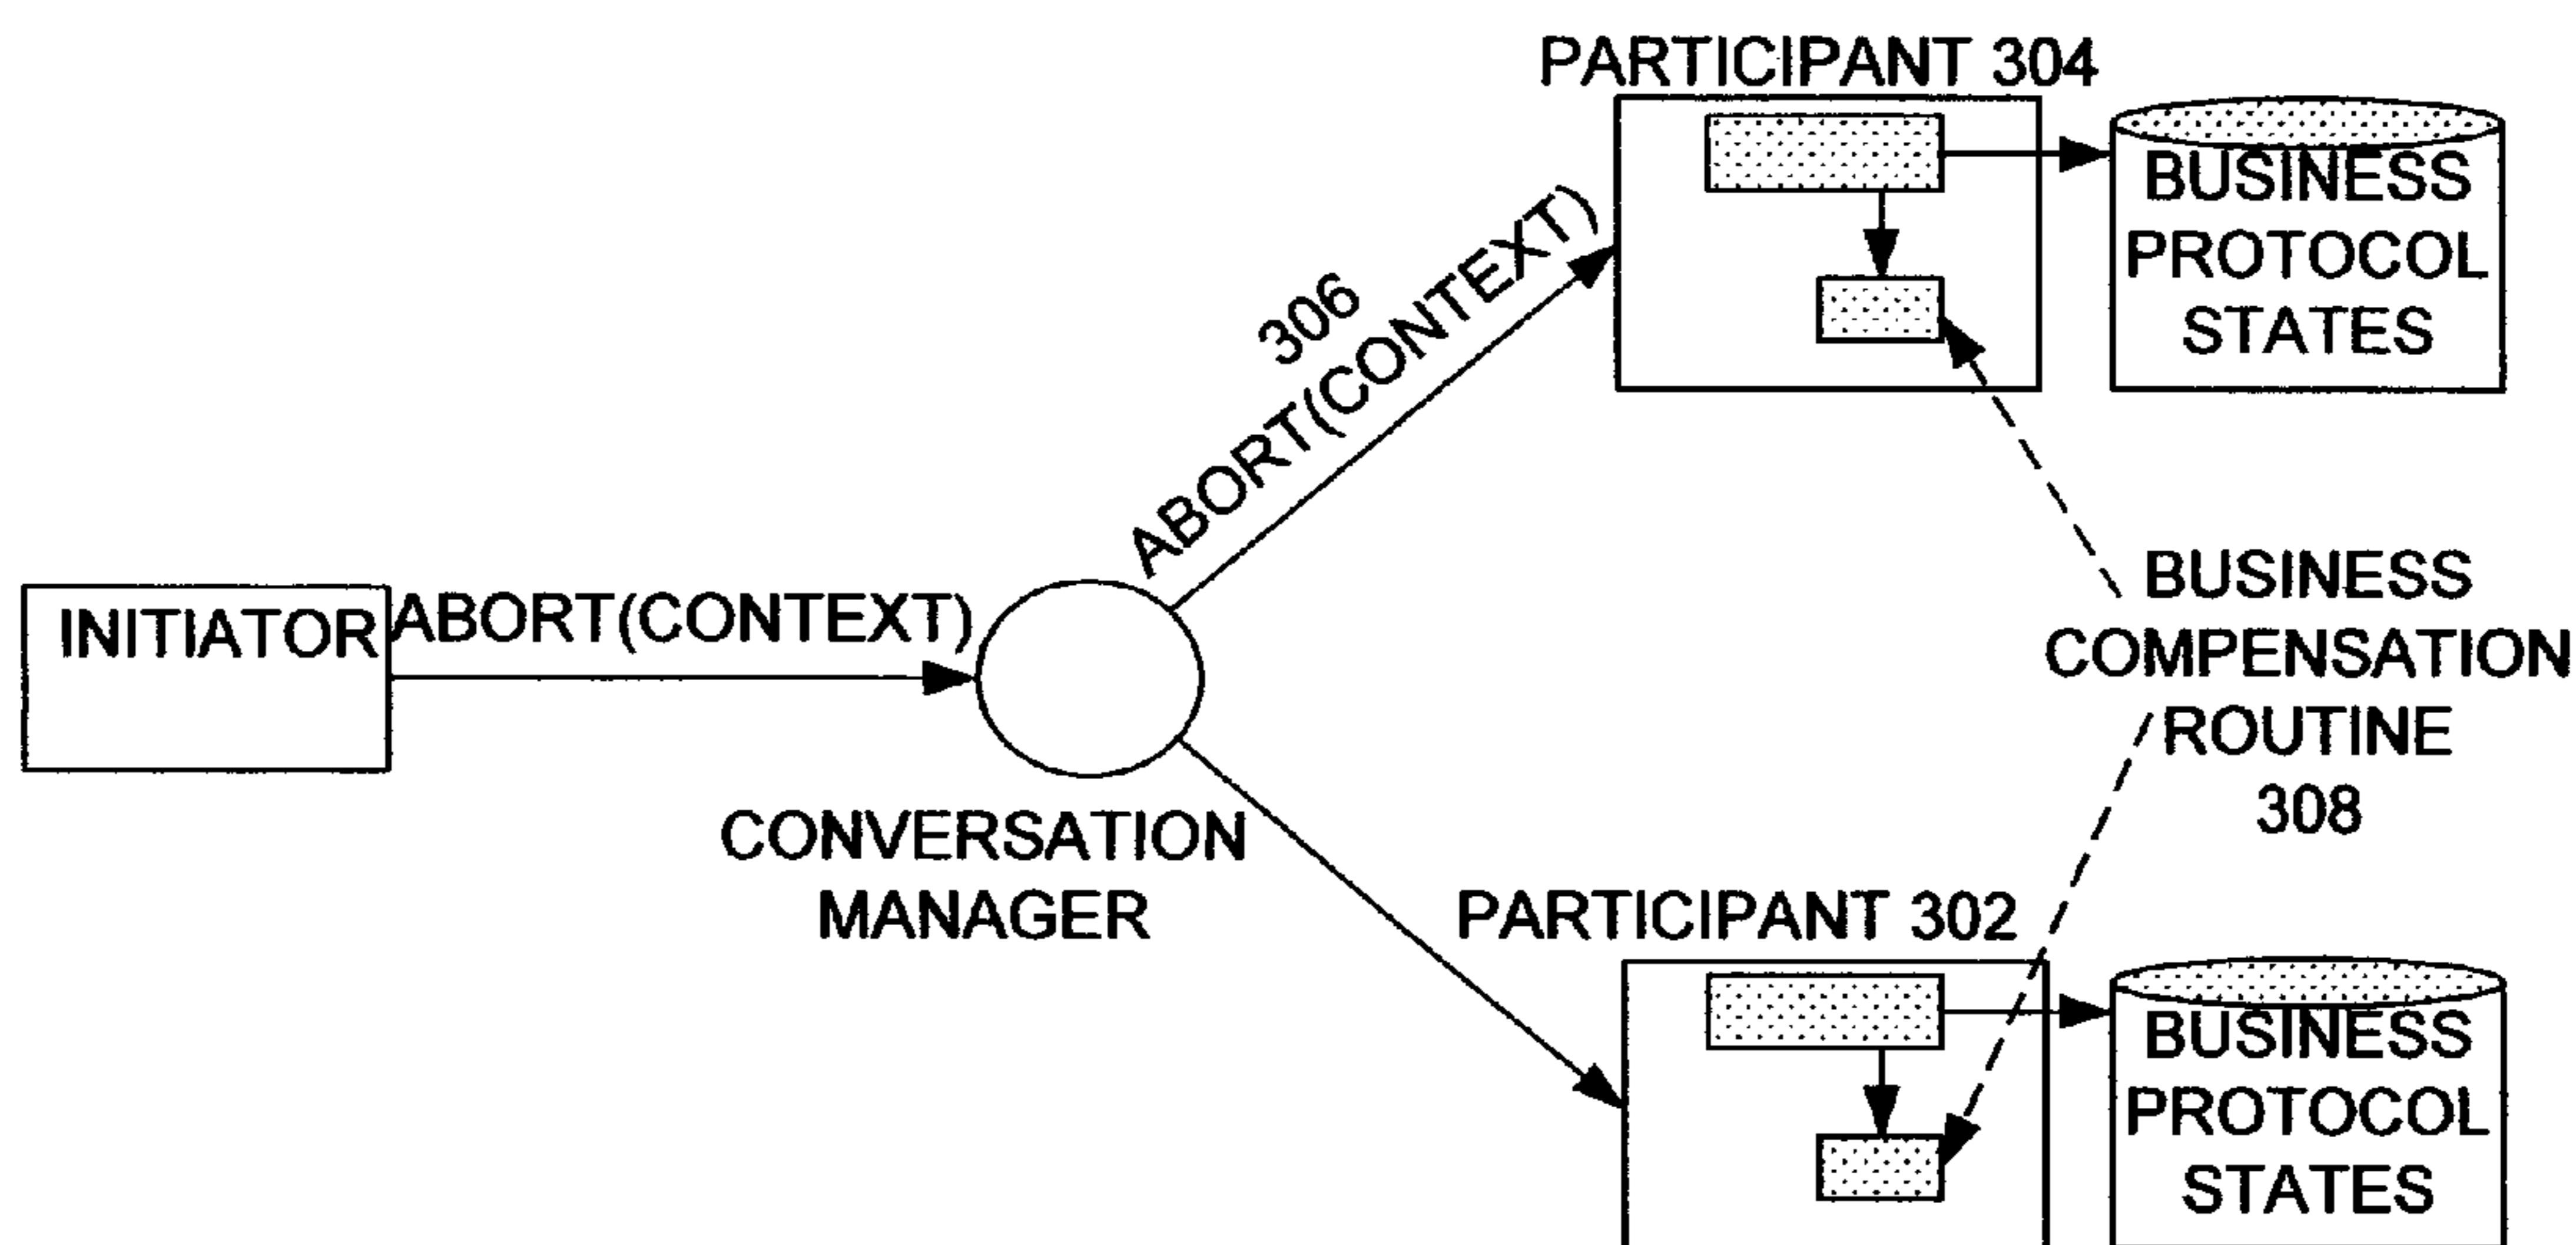 PARTICIPANT 304
BUSINESS
PROTOCOL
STATES
306
ABORT(CONTEXT)
INITIATOR
ABORT(CONTEXT)
CONVERSATION
MANAGER
BUSINESS
COMPENSATION
ROUTINE
308
PARTICIPANT 302
BUSINESS
PROTOCOL
STATES